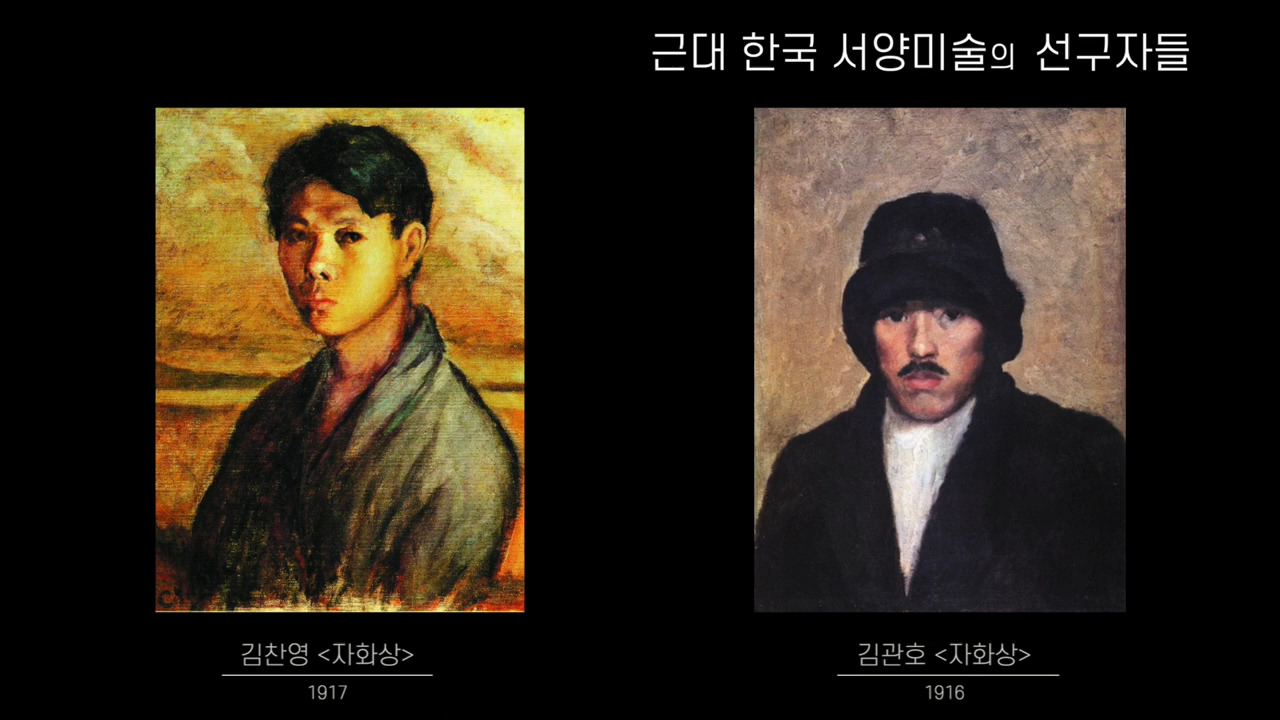 근대 한국 서양미술의 선구자들
김찬영 <자화상>
1917
김관호 <자화상>
1916